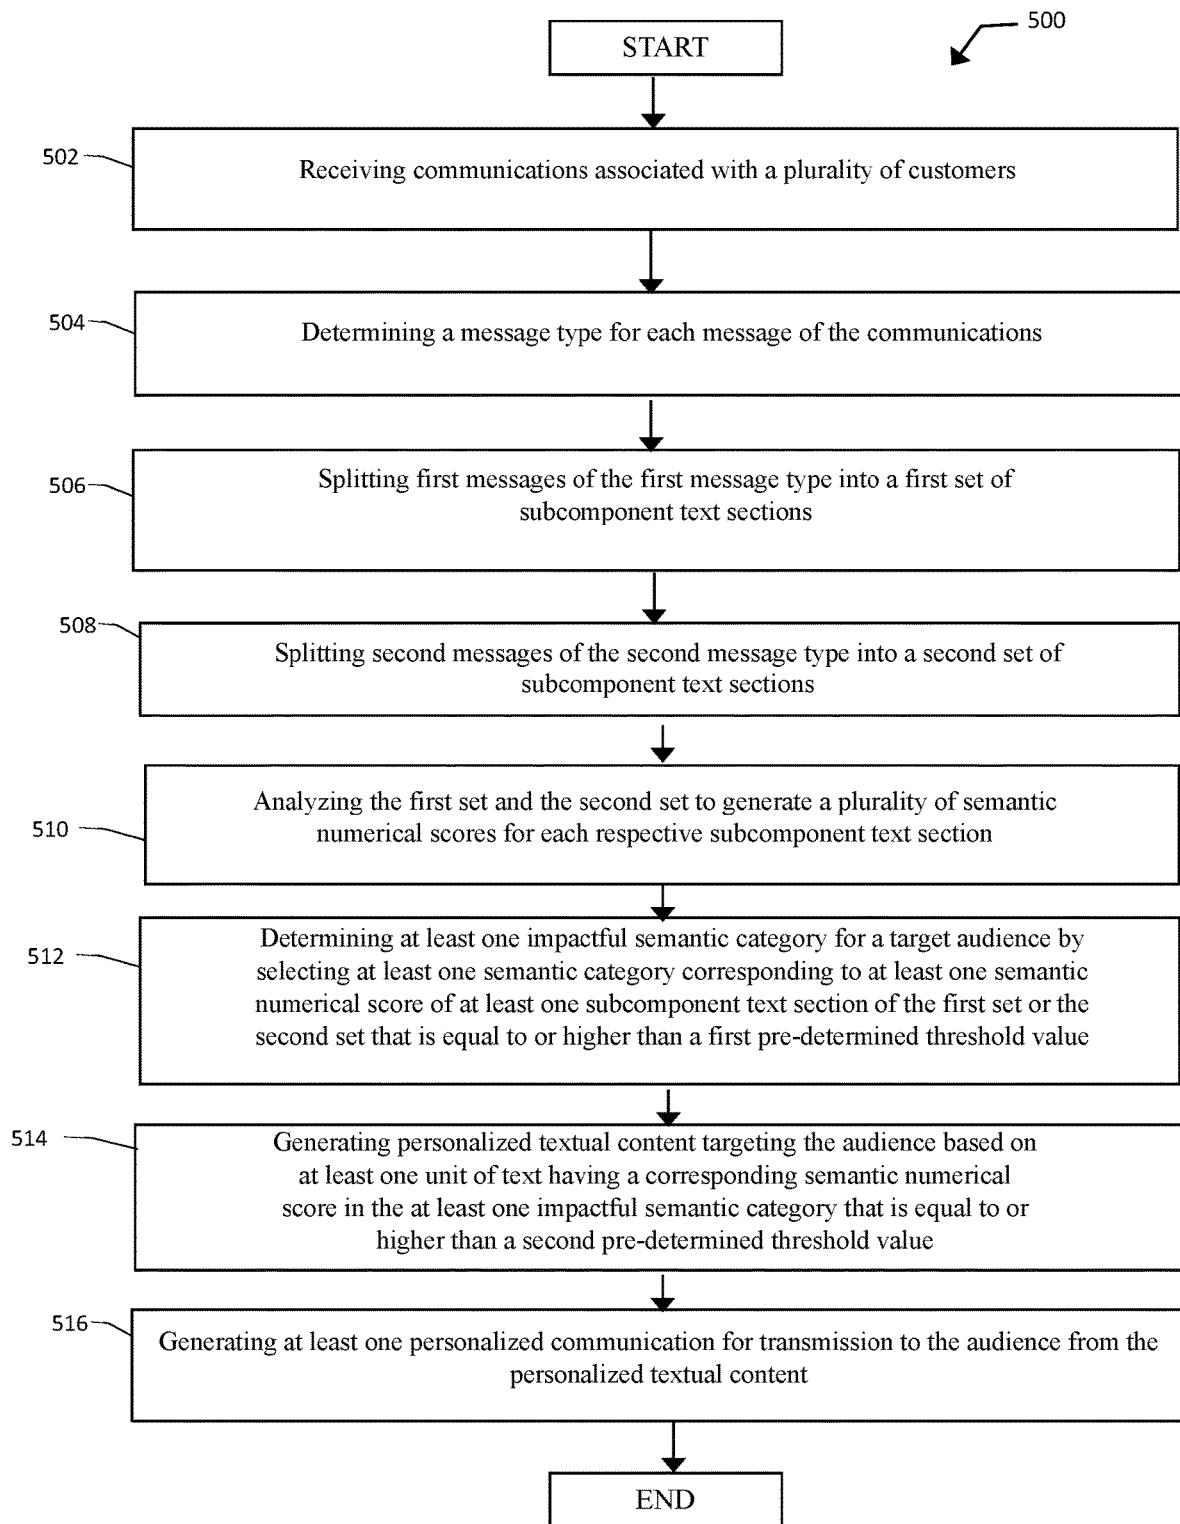 500
START
502
Receiving communications associated with a plurality of customers
504
Determining a message type for each message of the communications
506
Splitting first messages of the first message type into a first set of
subcomponent text sections
508
Splitting second messages of the second message type into a second set of
subcomponent text sections
510
Analyzing the first set and the second set to generate a plurality of semantic
numerical scores for each respective subcomponent text section
512
Determining at least one impactful semantic category for a target audience by
selecting at least one semantic category corresponding to at least one semantic
numerical score of at least one subcomponent text section of the first set or the
second set that is equal to or higher than a first pre-determined threshold value
514
Generating personalized textual content targeting the audience based on
at least one unit of text having a corresponding semantic numerical
score in the at least one impactful semantic category that is equal to or
higher than a second pre-determined threshold value
516
Generating at least one personalized communication for transmission to the audience from the
personalized textual content
END